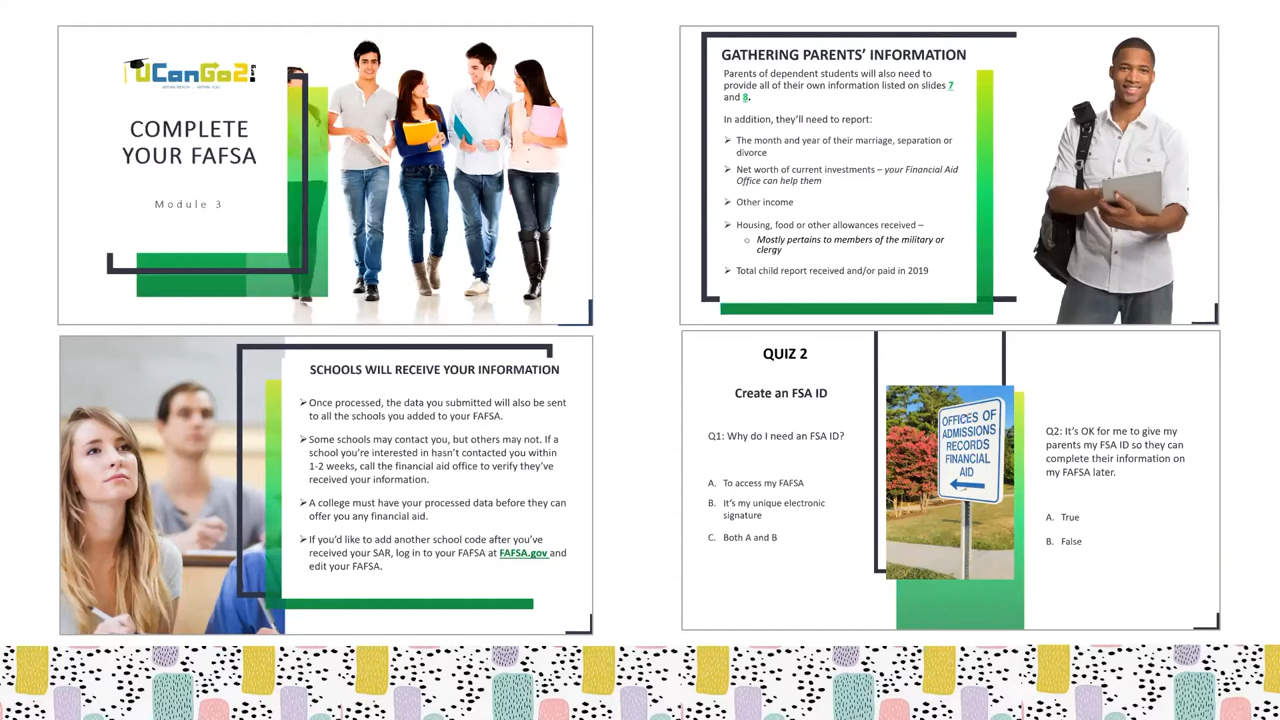 UCanGo2.org
WITHIN REACH ... WITHIN YOU
COMPLETE
YOUR FAFSA
Module 3
GATHERING PARENTS' INFORMATION
Parents of dependent students will also need to
provide all of their own information listed on slides 7
and 8.
In addition, they'll need to report:
➢ The month and year of their marriage, separation or
divorce
➢ Net worth of current investments – your Financial Aid
Office can help them
➢ Other income
➢ Housing, food or other allowances received –
o Mostly pertains to members of the military or
clergy
➢ Total child report received and/or paid in 2019
SCHOOLS WILL RECEIVE YOUR INFORMATION
➢ Once processed, the data you submitted will also be sent
to all the schools you added to your FAFSA.
➢ Some schools may contact you, but others may not. If a
school you're interested in hasn't contacted you within
1-2 weeks, call the financial aid office to verify they've
received your information.
➢ A college must have your processed data before they can
offer you any financial aid.
➢ If you'd like to add another school code after you've
received your SAR, log in to your FAFSA at FAFSA.gov and
edit your FAFSA.
QUIZ 2
Create an FSA ID
Q1: Why do I need an FSA ID?
A. To access my FAFSA
B. It's my unique electronic
signature
C. Both A and B
OFFICES OF
ADMISSIONS
RECORDS
FINANCIAL
AID
Q2: It's OK for me to give my
parents my FSA ID so they can
complete their information on
my FAFSA later.
A. True
B. False